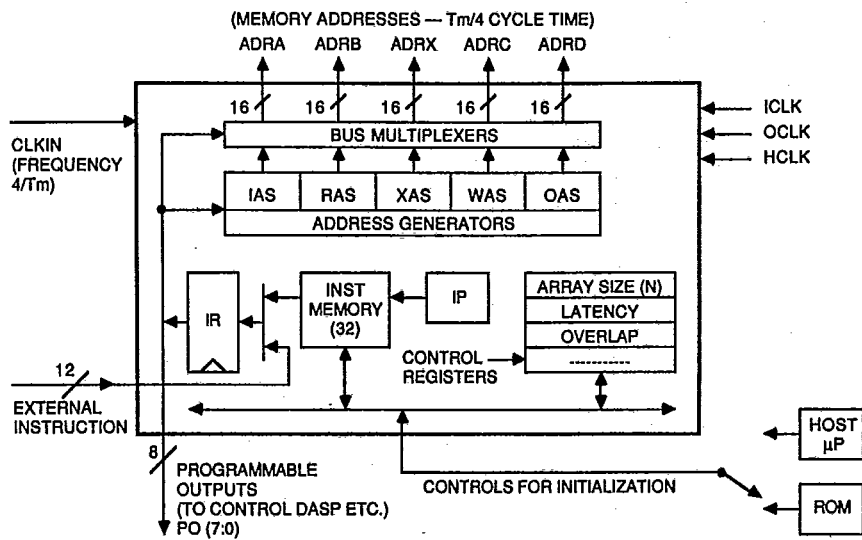 (MEMORY ADDRESSES — Tm/4 CYCLE TIME)
ADRA ADRB ADRX ADRC ADRD
16 16 16 16 16
BUS MULTIPLEXERS
IAS RAS XAS WAS OAS
ADDRESS GENERATORS
CLKIN
(FREQUENCY
4/Tm)
ICLK
OCLK
HCLK
IR
INST
MEMORY
(32)
IP
ARRAY SIZE (N)
LATENCY
OVERLAP
-----------
CONTROL
REGISTERS
12
EXTERNAL
INSTRUCTION
8
PROGRAMMABLE
OUTPUTS
(TO CONTROL DASP ETC.)
PO (7:0)
CONTROLS FOR INITIALIZATION
HOST
µP
ROM